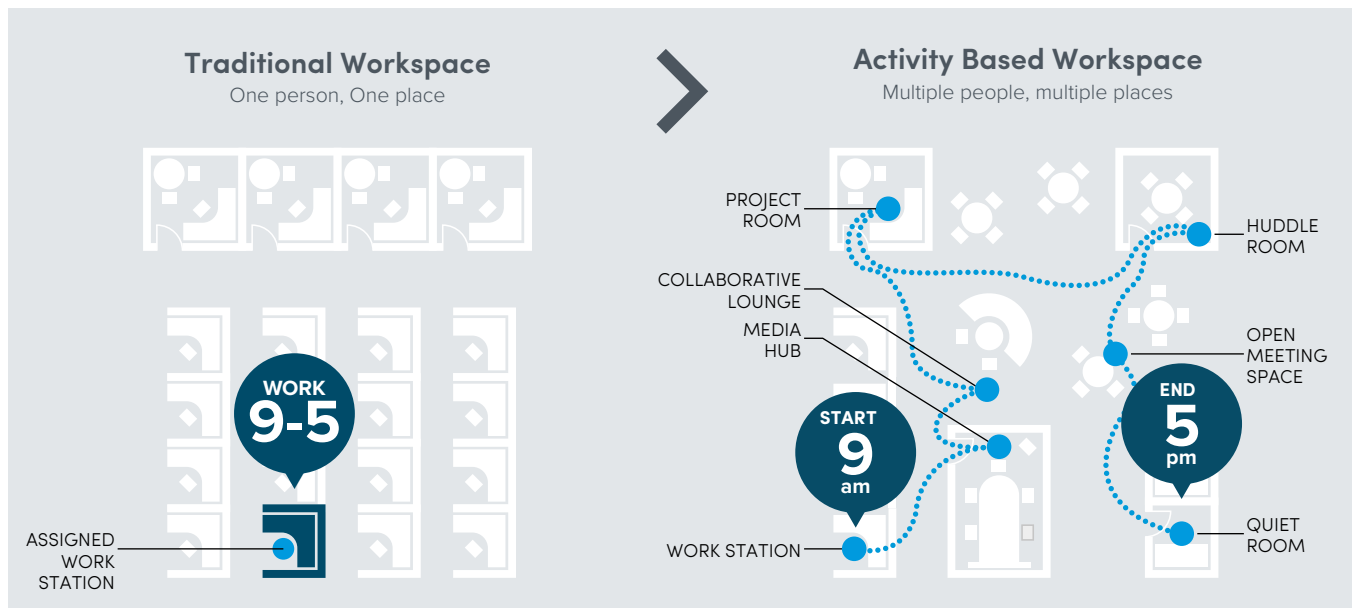 Traditional Workspace
One person, One place
WORK
9-5
ASSIGNED
WORK
STATION
Activity Based Workspace
Multiple people, multiple places
PROJECT
ROOM
HUDDLE
ROOM
COLLABORATIVE
LOUNGE
MEDIA
HUB
OPEN
MEETING
SPACE
START
9
am
END
5
pm
WORK STATION
QUIET
ROOM